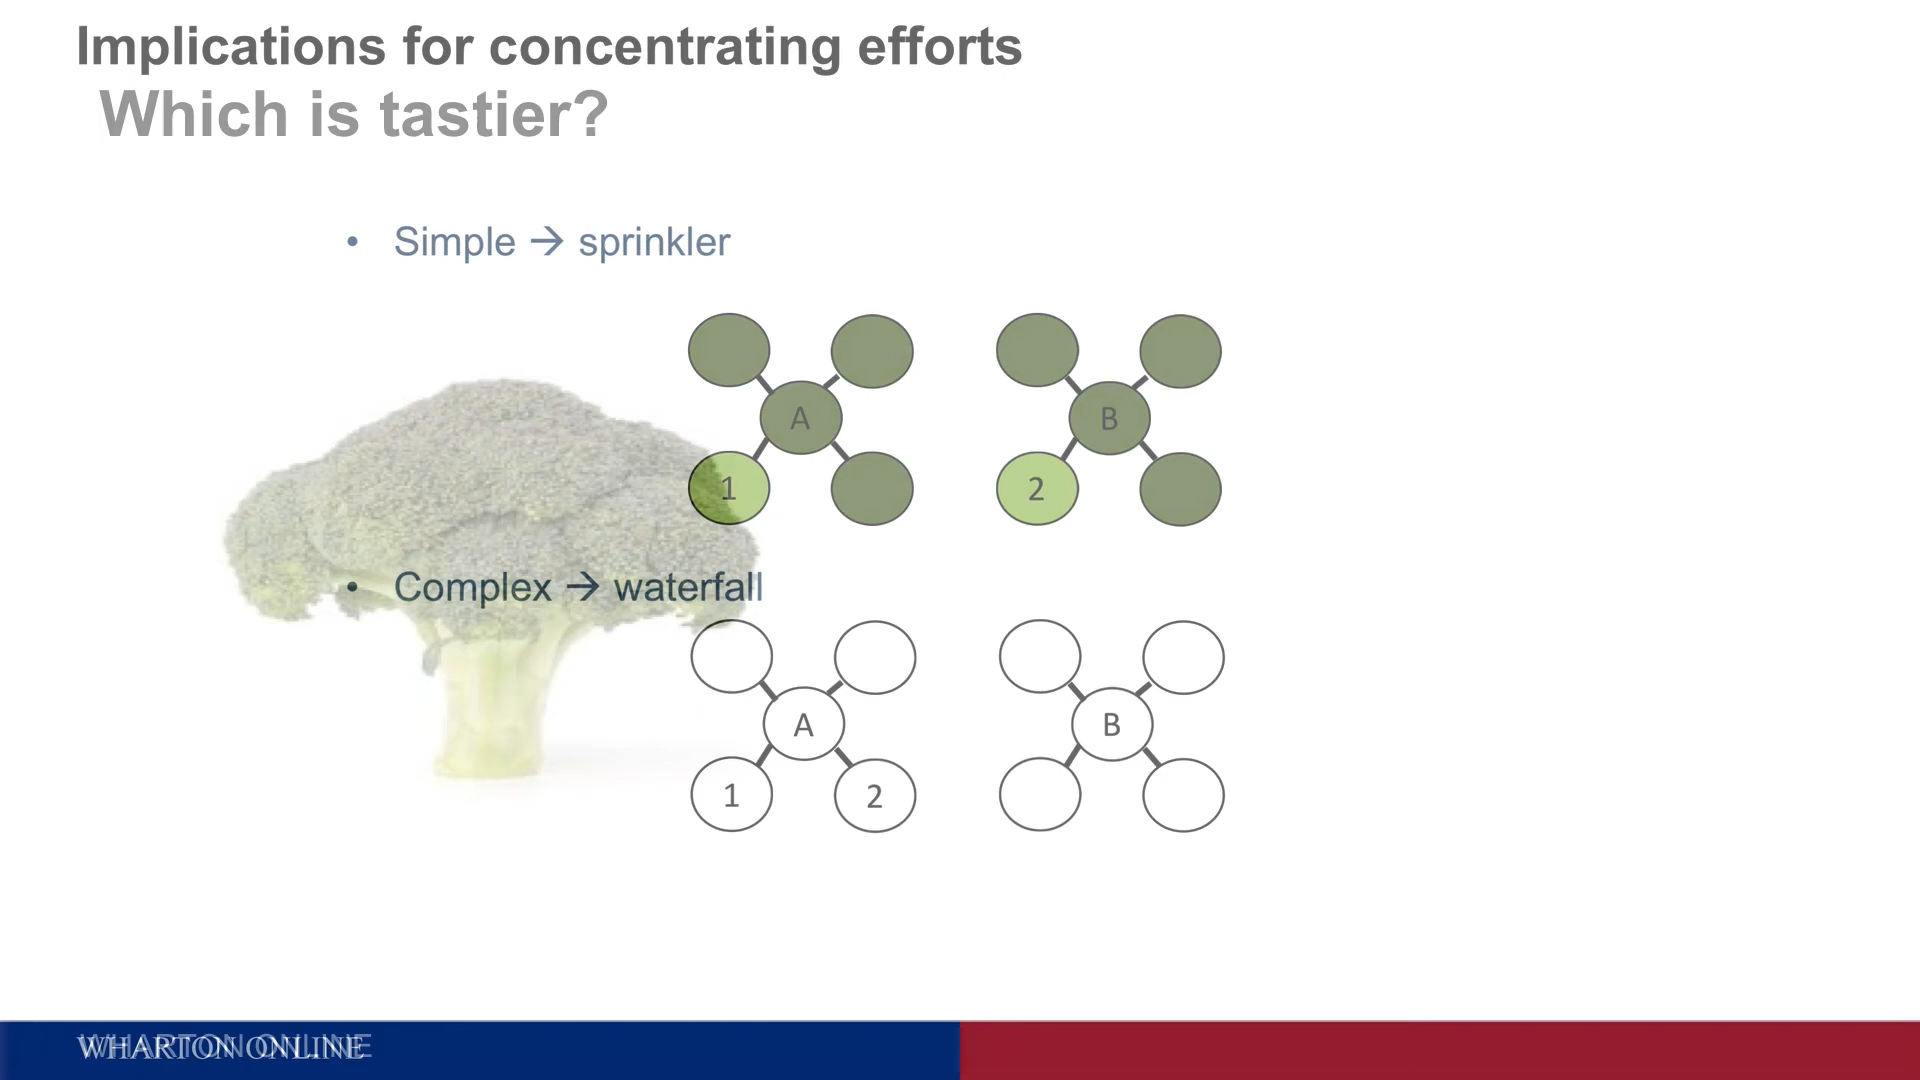 Implications for concentrating efforts
Which is tastier?
• Simple → sprinkler
A
B
1
2
• Complex → waterfall
A
B
1
2
WHARTON ONLINE